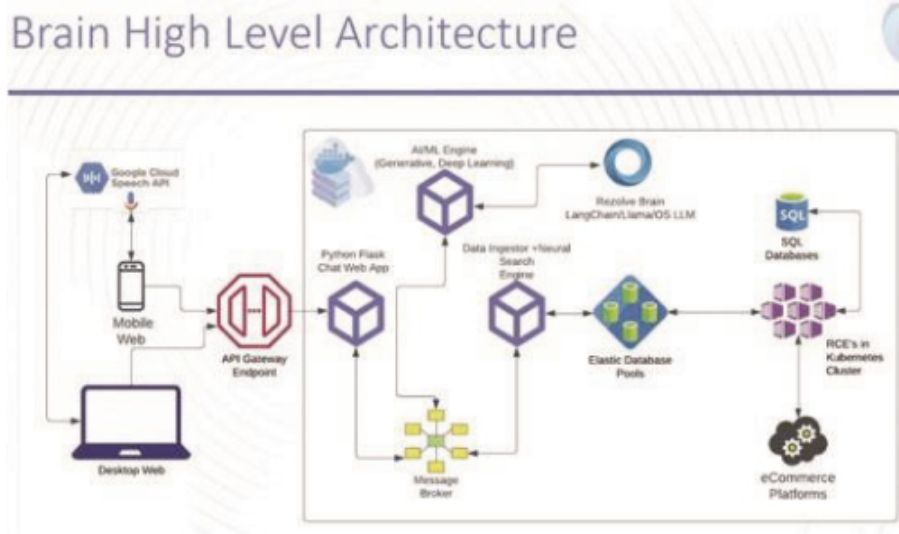 Brain High Level Architecture
Google Cloud
Speech API
Mobile
Web
Desktop Web
API Gateway
Endpoint
Python Flask
Chat Web App
AI/ML Engine
(Generative, Deep Learning)
Rezolve Brain
LangChain/Llama/OS LLM
Data Ingestor +Neural
Search
Engine
Message
Broker
Elastic Database
Pools
SQL
SQL
Databases
RCE's in
Kubernetes
Cluster
eCommerce
Platforms